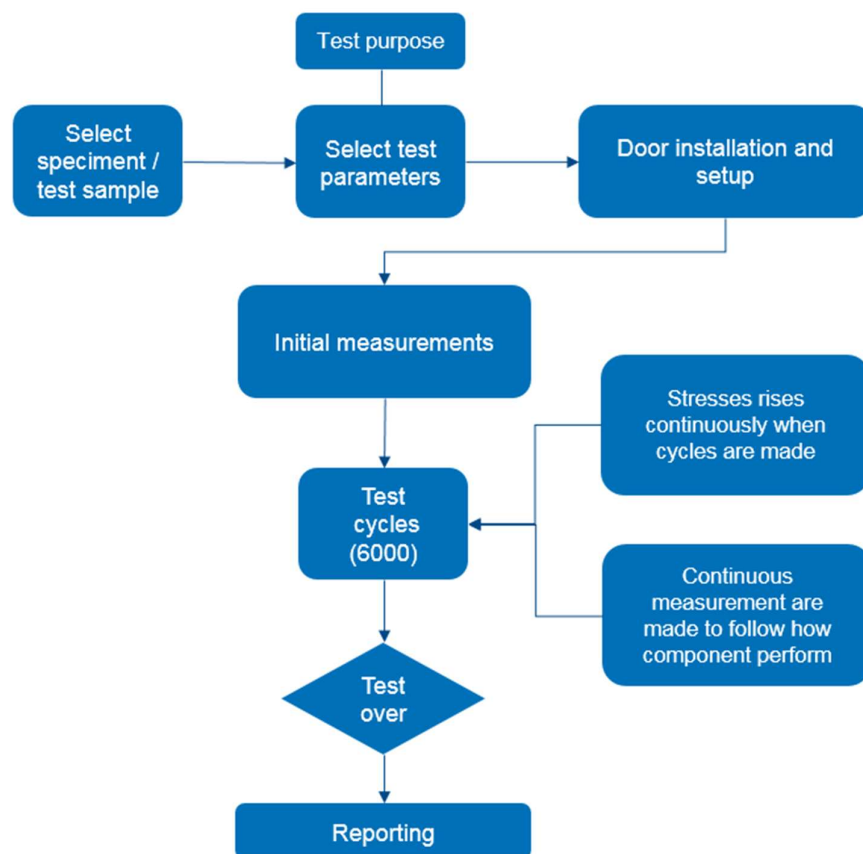 Test purpose
Select
speciment /
test sample
Select test
parameters
Door installation and
setup
Initial measurements
Stresses rises
continuously when
cycles are made
Test
cycles
(6000)
Continuous
measurement are
made to follow how
component perform
Test
over
Reporting